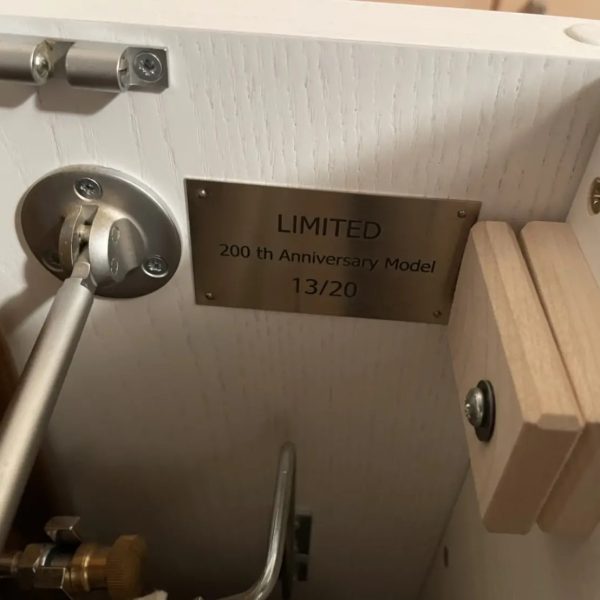 LIMITED
200 th Anniversary Model
13/20